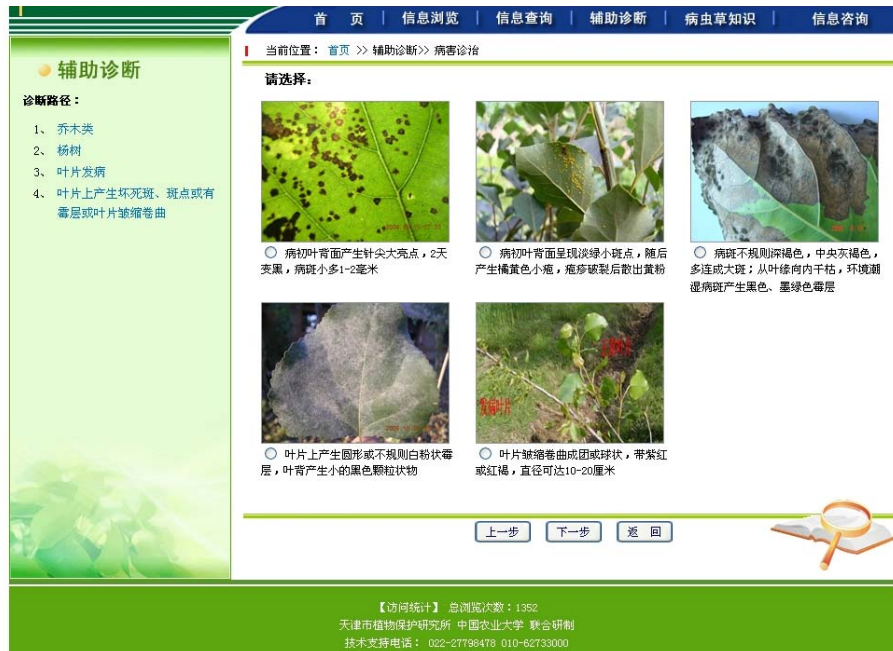 首 页 | 信息浏览 | 信息查询 | 辅助诊断 | 病虫草知识 | 信息咨询
当前位置： 首页 >> 辅助诊断>> 病害诊治
辅助诊断
诊断路径：
1、 乔木类
2、 杨树
3、 叶片发病
4、 叶片上产生坏死斑、斑点或有
霉层或叶片皱缩卷曲
请选择：
病初叶背面产生针尖大亮点，2天
变黑，病斑小多1-2毫米
病初叶背面呈现淡绿小斑点，随后
产生橘黄色小疱，疱疹破裂后散出黄粉
病斑不规则深褐色，中央灰褐色，
多连成大斑；从叶缘向内干枯，环境潮
湿病斑产生黑色、墨绿色霉层
发病叶片
叶片上产生圆形或不规则白粉状霉
层，叶背产生小的黑色颗粒状物
叶片皱缩卷曲成团或球状，带紫红
或红褐，直径可达10-20厘米
上一步 下一步 返 回
【访问统计】 总浏览次数：1352
天津市植物保护研究所 中国农业大学 联合研制
技术支持电话： 022-27798478 010-62733000